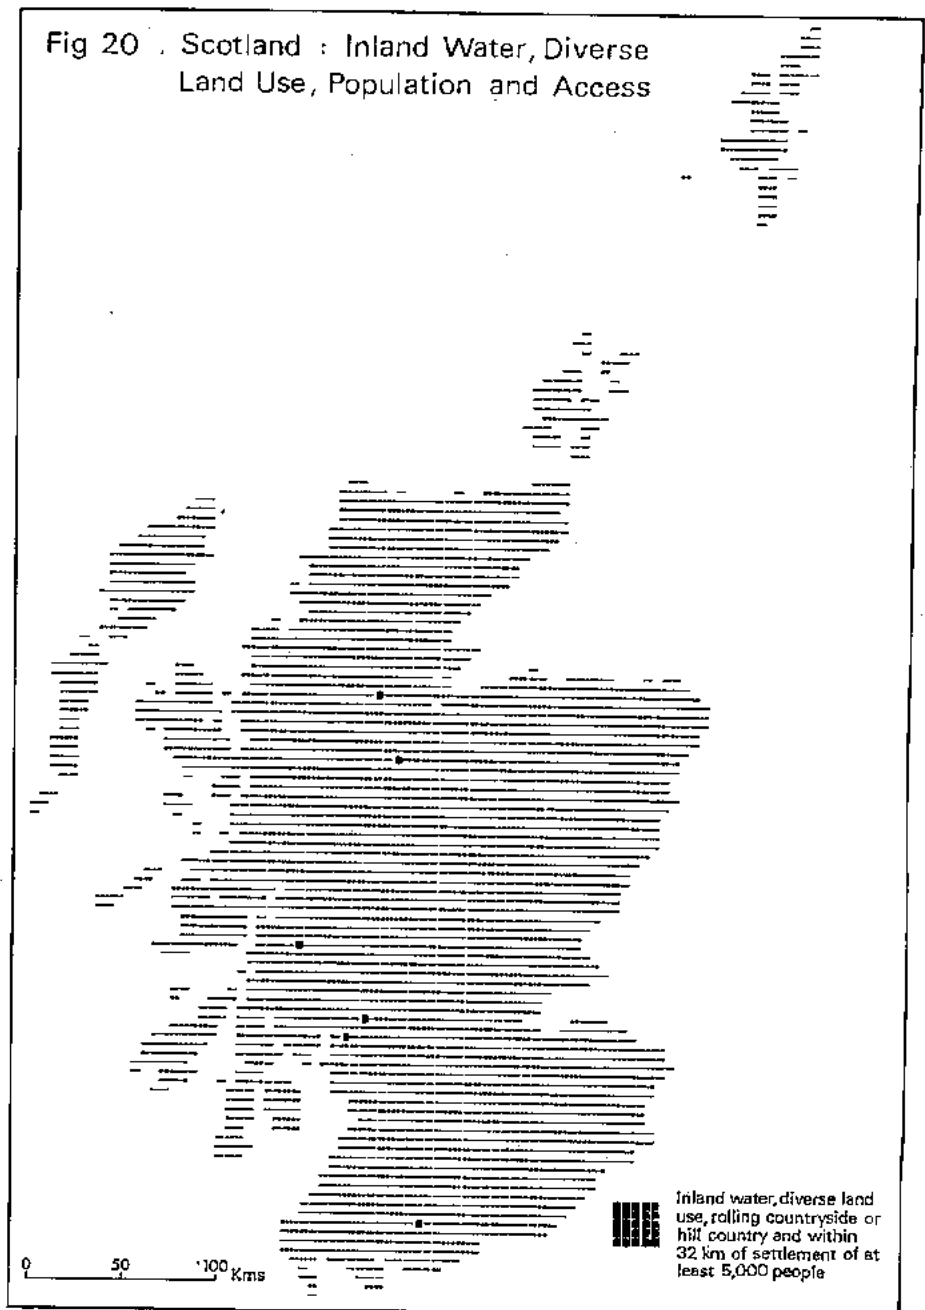 Fig 20 . Scotland : Inland Water, Diverse
Land Use, Population and Access
Inland water, diverse land
use, rolling countryside or
hill country and within
32 km of settlement of at
least 5,000 people
0 50 100 Kms